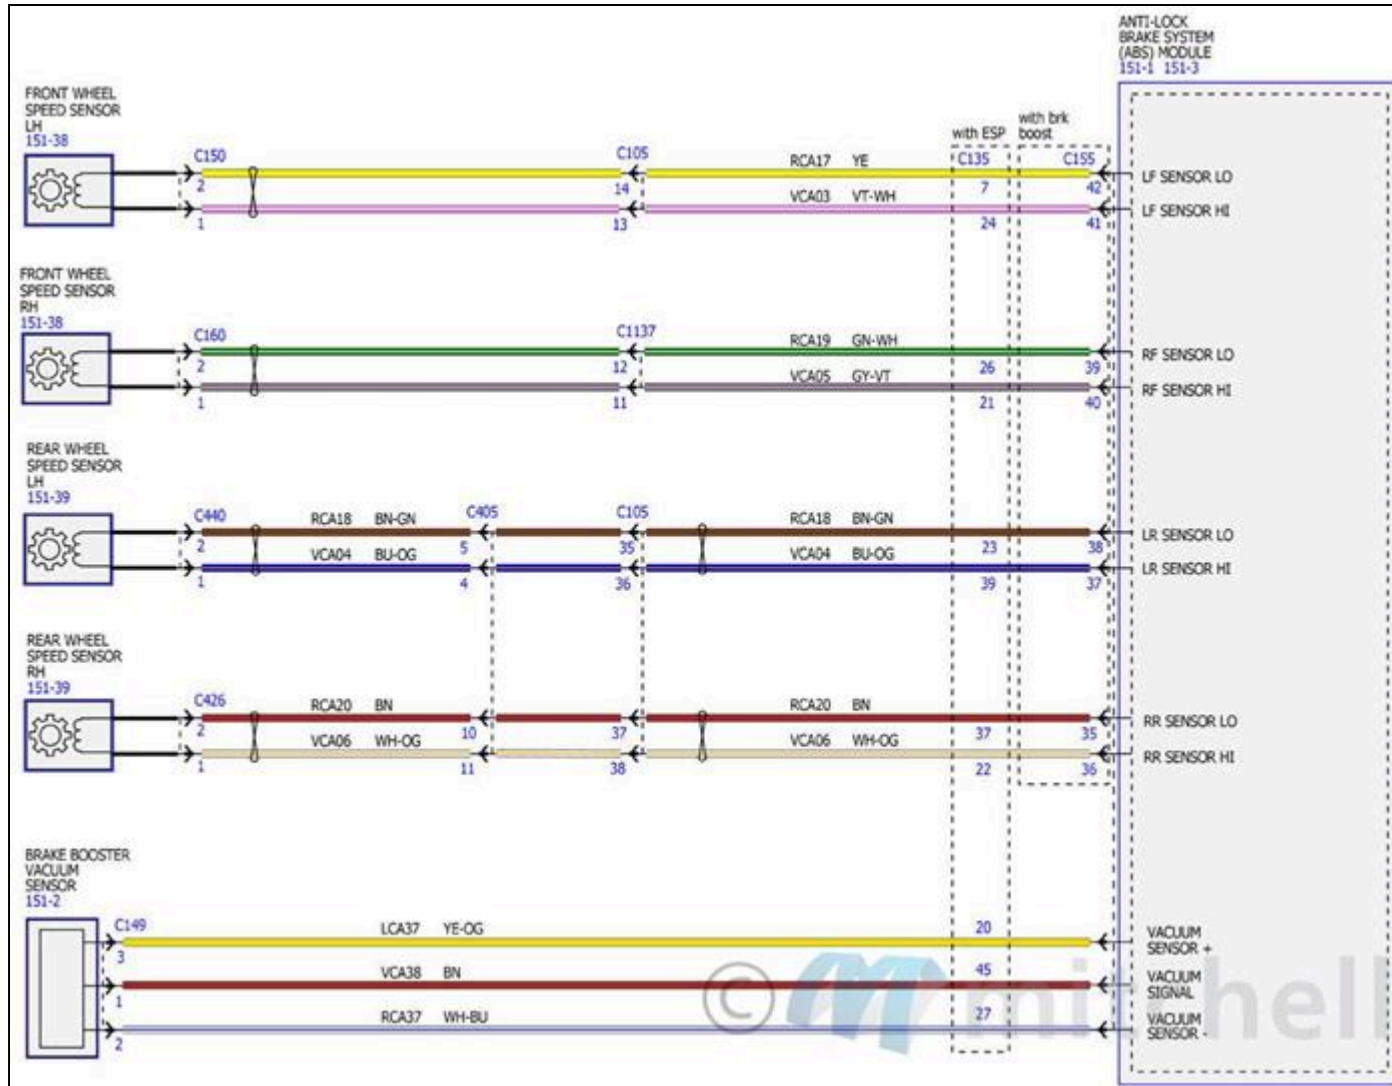 ANTI-LOCK
BRAKE SYSTEM
(ABS) MODULE
151-1 151-3
FRONT WHEEL
SPEED SENSOR
LH
151-38
with ESP
with brk
boost
C150
C105
RCA17 YE
C135
C155
2
14
7
42
LF SENSOR LO
VCA03 VT-WH
1
13
24
41
LF SENSOR HI
FRONT WHEEL
SPEED SENSOR
RH
151-38
C160
C1137
RCA19 GN-WH
2
12
26
39
RF SENSOR LO
VCA05 GY-VT
1
11
21
40
RF SENSOR HI
REAR WHEEL
SPEED SENSOR
LH
151-39
C440
RCA18 BN-GN
C405
C105
RCA18 BN-GN
2
5
35
23
38
LR SENSOR LO
VCA04 BU-OG
VCA04 BU-OG
1
4
36
39
37
LR SENSOR HI
REAR WHEEL
SPEED SENSOR
RH
151-39
C426
RCA20 BN
RCA20 BN
2
10
37
37
35
RR SENSOR LO
VCA06 WH-OG
VCA06 WH-OG
1
11
38
22
36
RR SENSOR HI
BRAKE BOOSTER
VACUUM
SENSOR
151-2
C149
LCA37 YE-OG
20
3
VACUUM
SENSOR +
VCA38 BN
45
1
VACUUM
SIGNAL
RCA37 WH-BU
27
2
VACUUM
SENSOR -
© mitchell